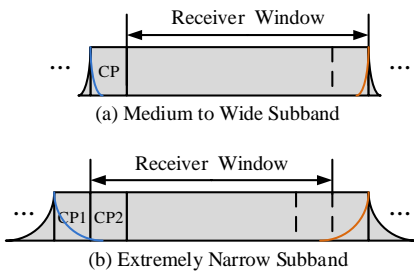 Receiver Window
... CP ...
(a) Medium to Wide Subband
Receiver Window
... CP1 CP2 ...
(b) Extremely Narrow Subband